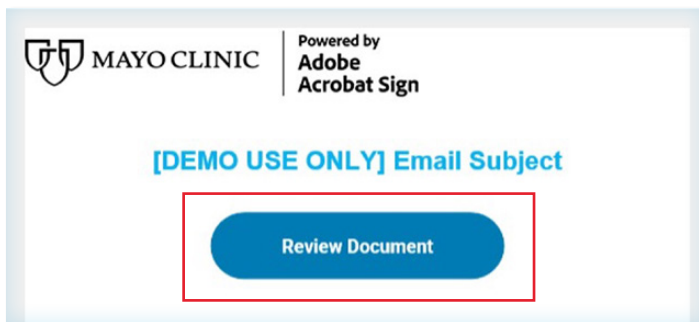 MAYO CLINIC
Powered by
Adobe
Acrobat Sign
[DEMO USE ONLY] Email Subject
Review Document